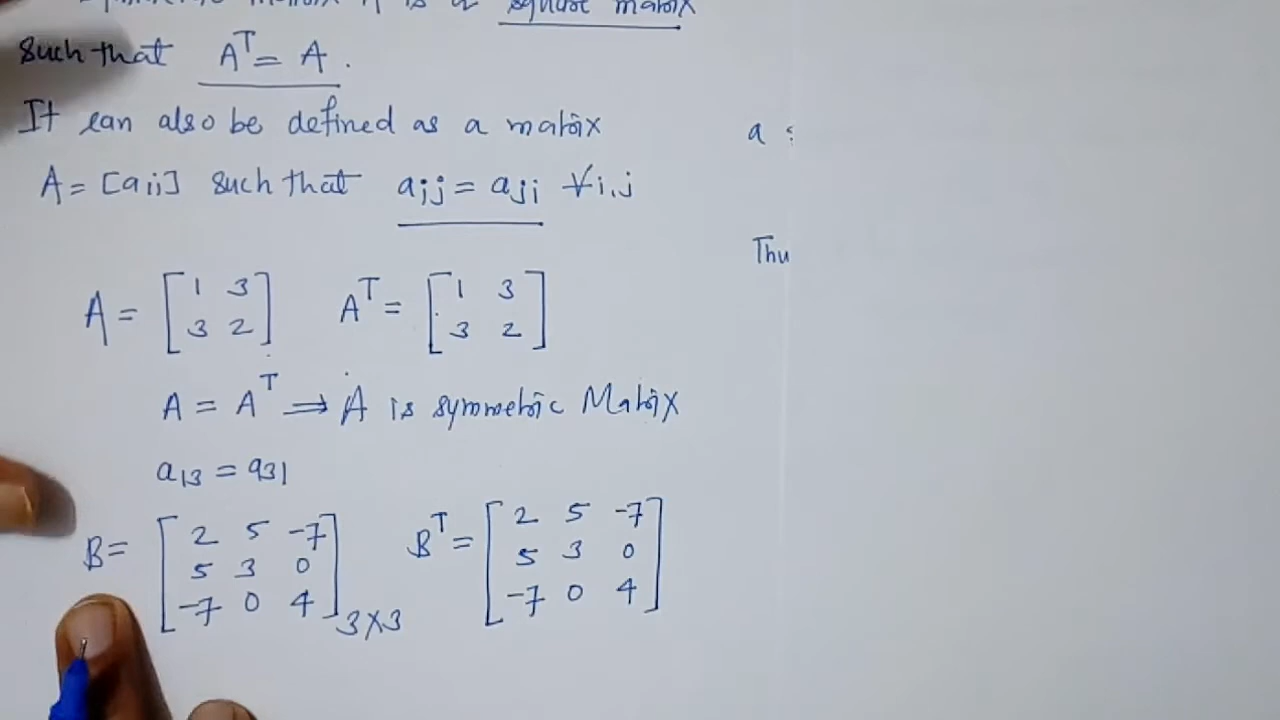 square matrix
such that A^T = A.
It can also be defined as a matrix
A = [aij] such that aij = aji ∀i,j
A = [1 3; 3 2] A^T = [1 3; 3 2]
A = A^T ⟹ A is symmetric Matrix
a13 = a31
B = [2 5 -7; 5 3 0; -7 0 4] 3×3 B^T = [2 5 -7; 5 3 0; -7 0 4]
a
Thu